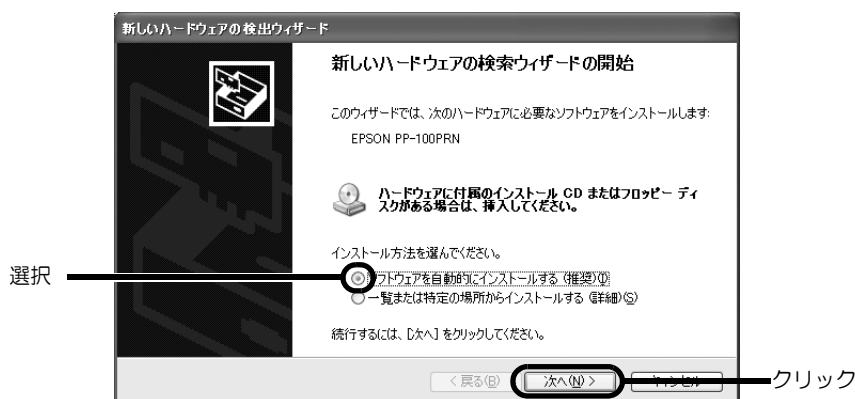 新しいハードウェアの検出ウィザード
新しいハードウェアの検索ウィザードの開始
このウィザードでは、次のハードウェアに必要なソフトウェアをインストールします:
EPSON PP-100PRN
ハードウェアに付属のインストール CD またはフロッピー ディ
スクがある場合は、挿入してください。
インストール方法を選んでください。
選択
ソフトウェアを自動的にインストールする (推奨)(I)
一覧または特定の場所からインストールする (詳細)(S)
続行するには、[次へ] をクリックしてください。
< 戻る(B)
次へ(N) >
キャンセル
クリック